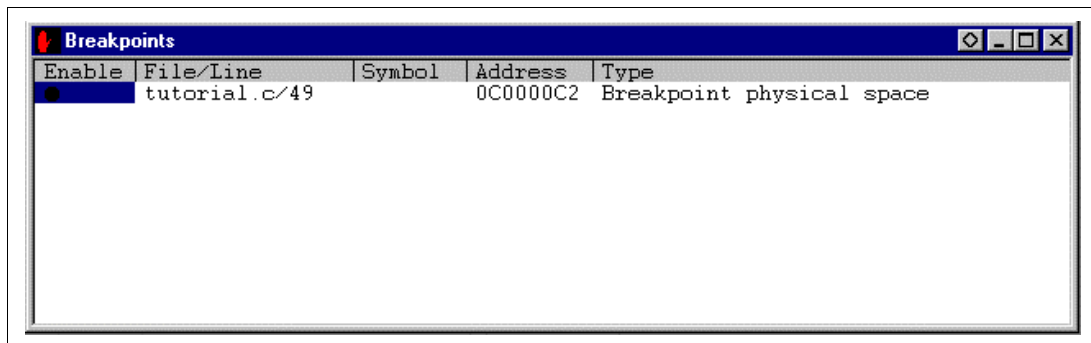 Breakpoints
Enable File/Line Symbol Address Type
tutorial.c/49 0C0000C2 Breakpoint physical space